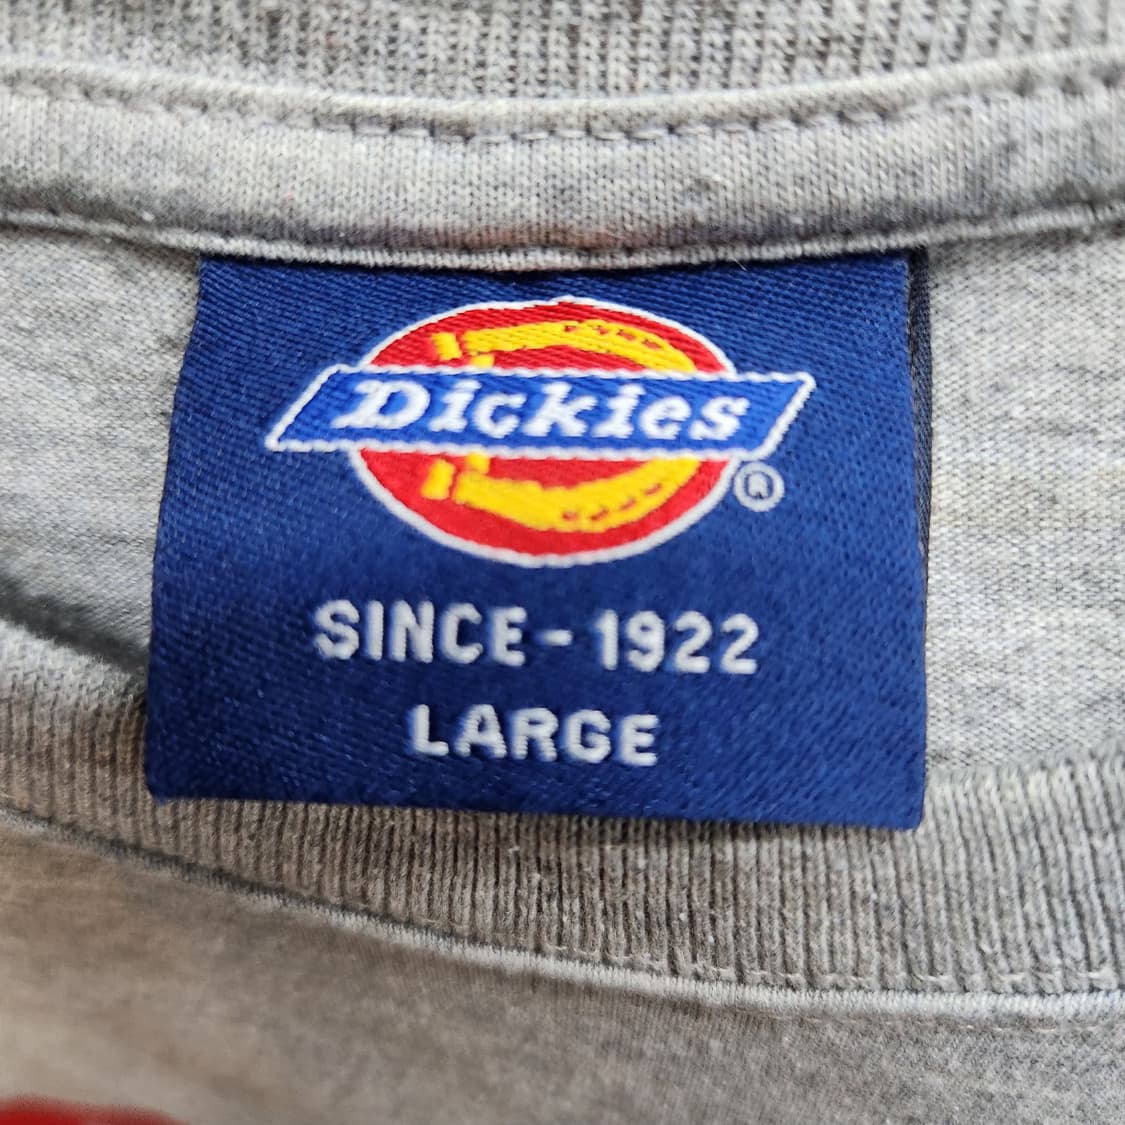 Dickies
®
SINCE - 1922
LARGE